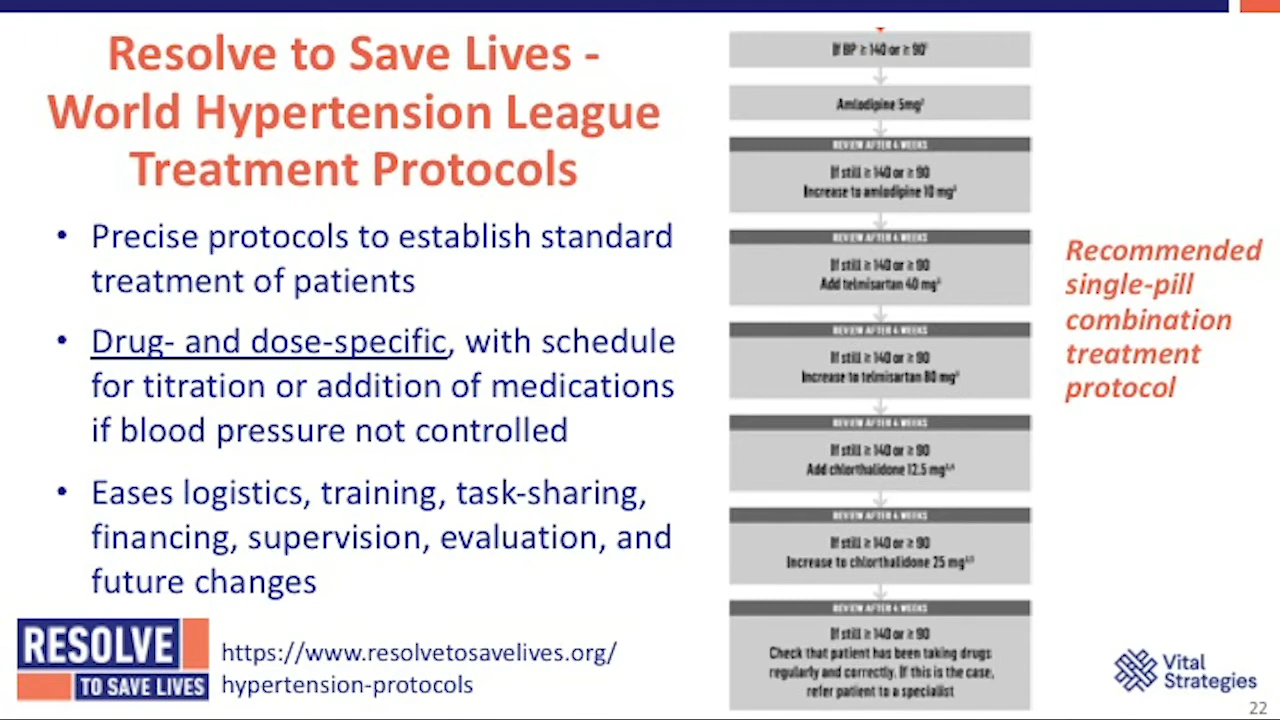 Resolve to Save Lives -
World Hypertension League
Treatment Protocols
• Precise protocols to establish standard
treatment of patients
• Drug- and dose-specific, with schedule
for titration or addition of medications
if blood pressure not controlled
• Eases logistics, training, task-sharing,
financing, supervision, evaluation, and
future changes
RESOLVE
TO SAVE LIVES
https://www.resolvetosavelives.org/
hypertension-protocols
If BP ≥ 140 or ≥ 90
Amlodipine 5mg
REVIEW AFTER 4 WEEKS
If still ≥ 140 or ≥ 90
Increase to amlodipine 10 mg
REVIEW AFTER 4 WEEKS
If still ≥ 140 or ≥ 90
Add telmisartan 40 mg
REVIEW AFTER 4 WEEKS
If still ≥ 140 or ≥ 90
Increase to telmisartan 80 mg
REVIEW AFTER 4 WEEKS
If still ≥ 140 or ≥ 90
Add chlorthalidone 12.5 mg
REVIEW AFTER 4 WEEKS
If still ≥ 140 or ≥ 90
Increase to chlorthalidone 25 mg
REVIEW AFTER 4 WEEKS
If still ≥ 140 or ≥ 90
Check that patient has been taking drugs
regularly and correctly. If this is the case,
refer patient to a specialist
Recommended
single-pill
combination
treatment
protocol
Vital
Strategies
22